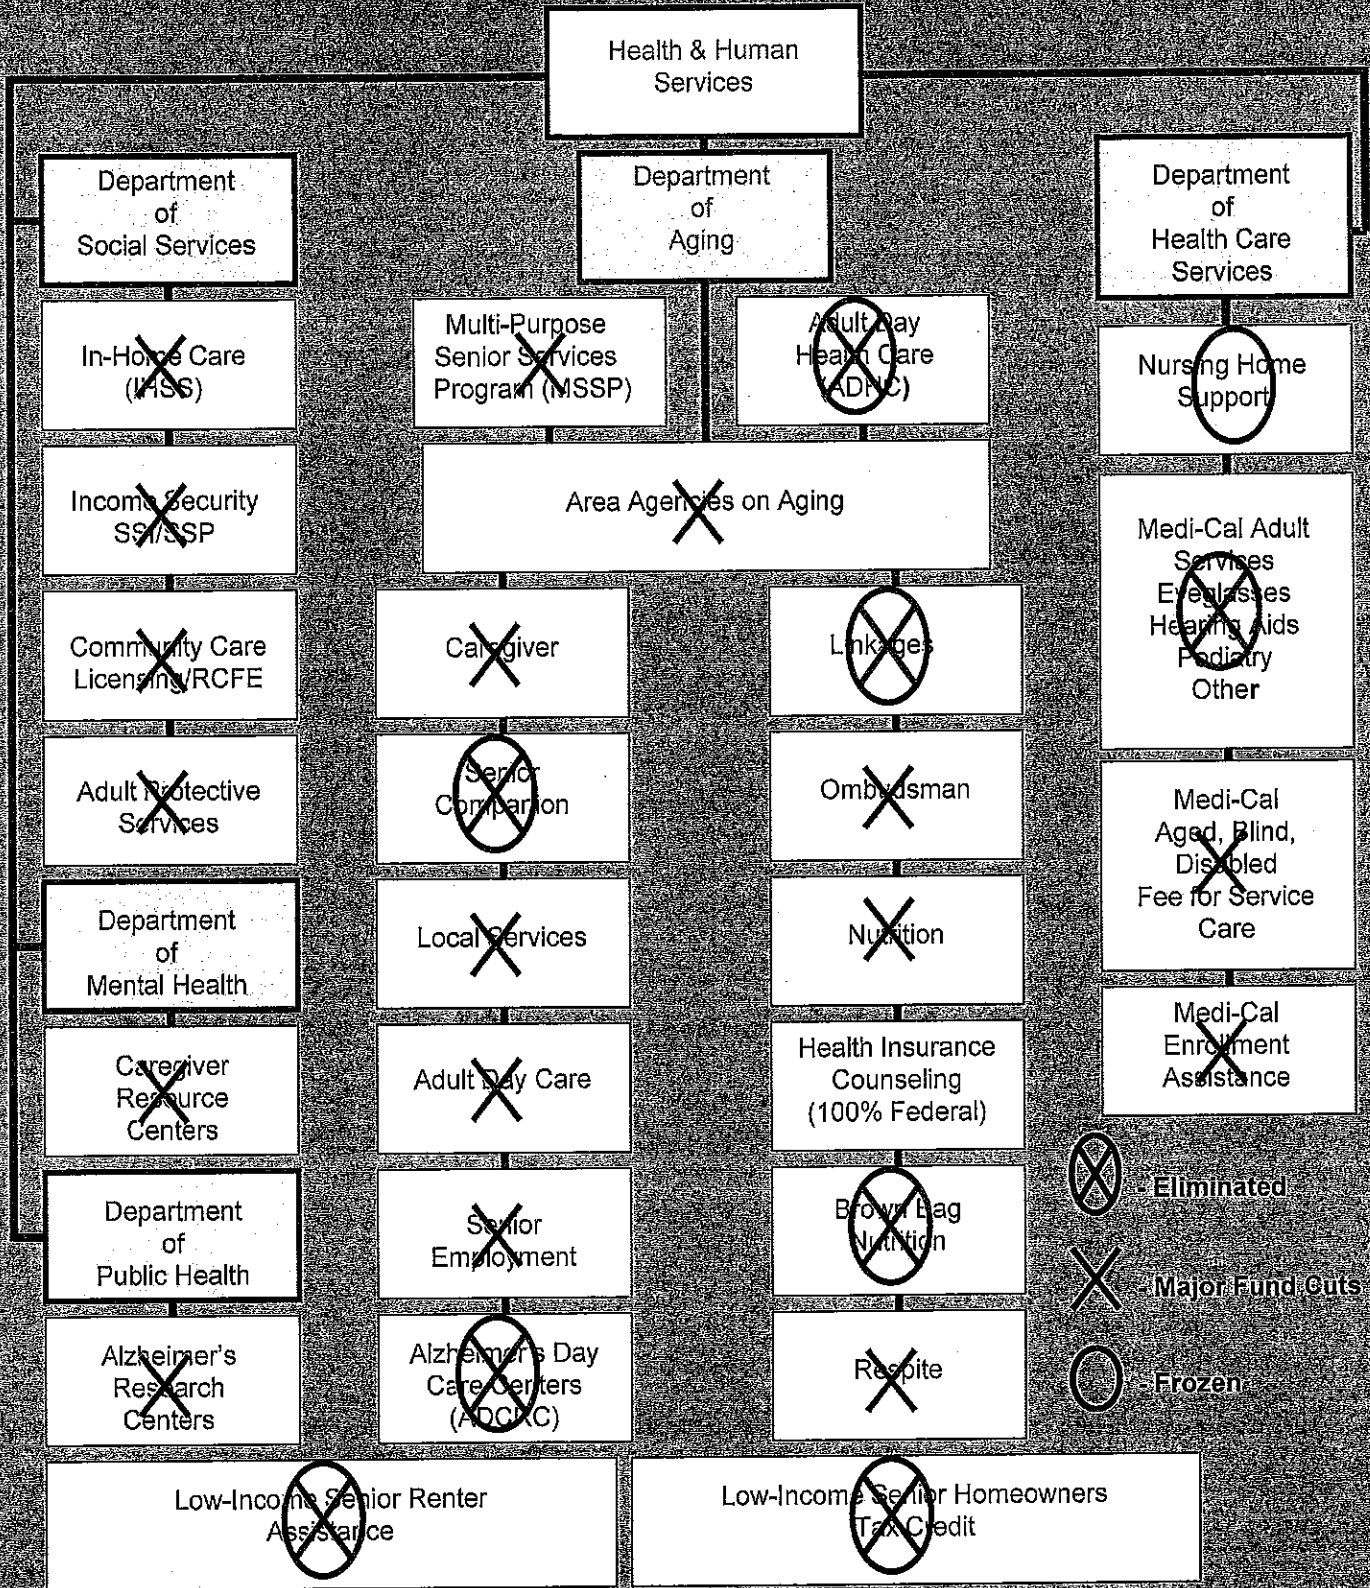 Health & Human
Services
Department
of
Social Services
Department
of
Aging
Department
of
Health Care
Services
In-Home Care
(IHSS)
Multi-Purpose
Senior Services
Program (MSSP)
Adult Day
Health Care
(ADHC)
Nursing Home
Support
Income Security
SSI/SSP
Area Agencies on Aging
Medi-Cal Adult
Services
Eyeglasses
Hearing Aids
Podiatry
Other
Community Care
Licensing/RCFE
Caregiver
Linkages
Adult Protective
Services
Senior
Companion
Ombudsman
Medi-Cal
Aged, Blind,
Disabled
Fee for Service
Care
Department
of
Mental Health
Local Services
Nutrition
Medi-Cal
Enrollment
Assistance
Caregiver
Resource
Centers
Adult Day Care
Health Insurance
Counseling
(100% Federal)
Department
of
Public Health
Senior
Employment
Brown Bag
Nutrition
- Eliminated
- Major Fund Cuts
- Frozen
Alzheimer's
Research
Centers
Alzheimer's Day
Care Centers
(ADCRC)
Respite
Low-Income Senior Renter
Assistance
Low-Income Senior Homeowners
Tax Credit